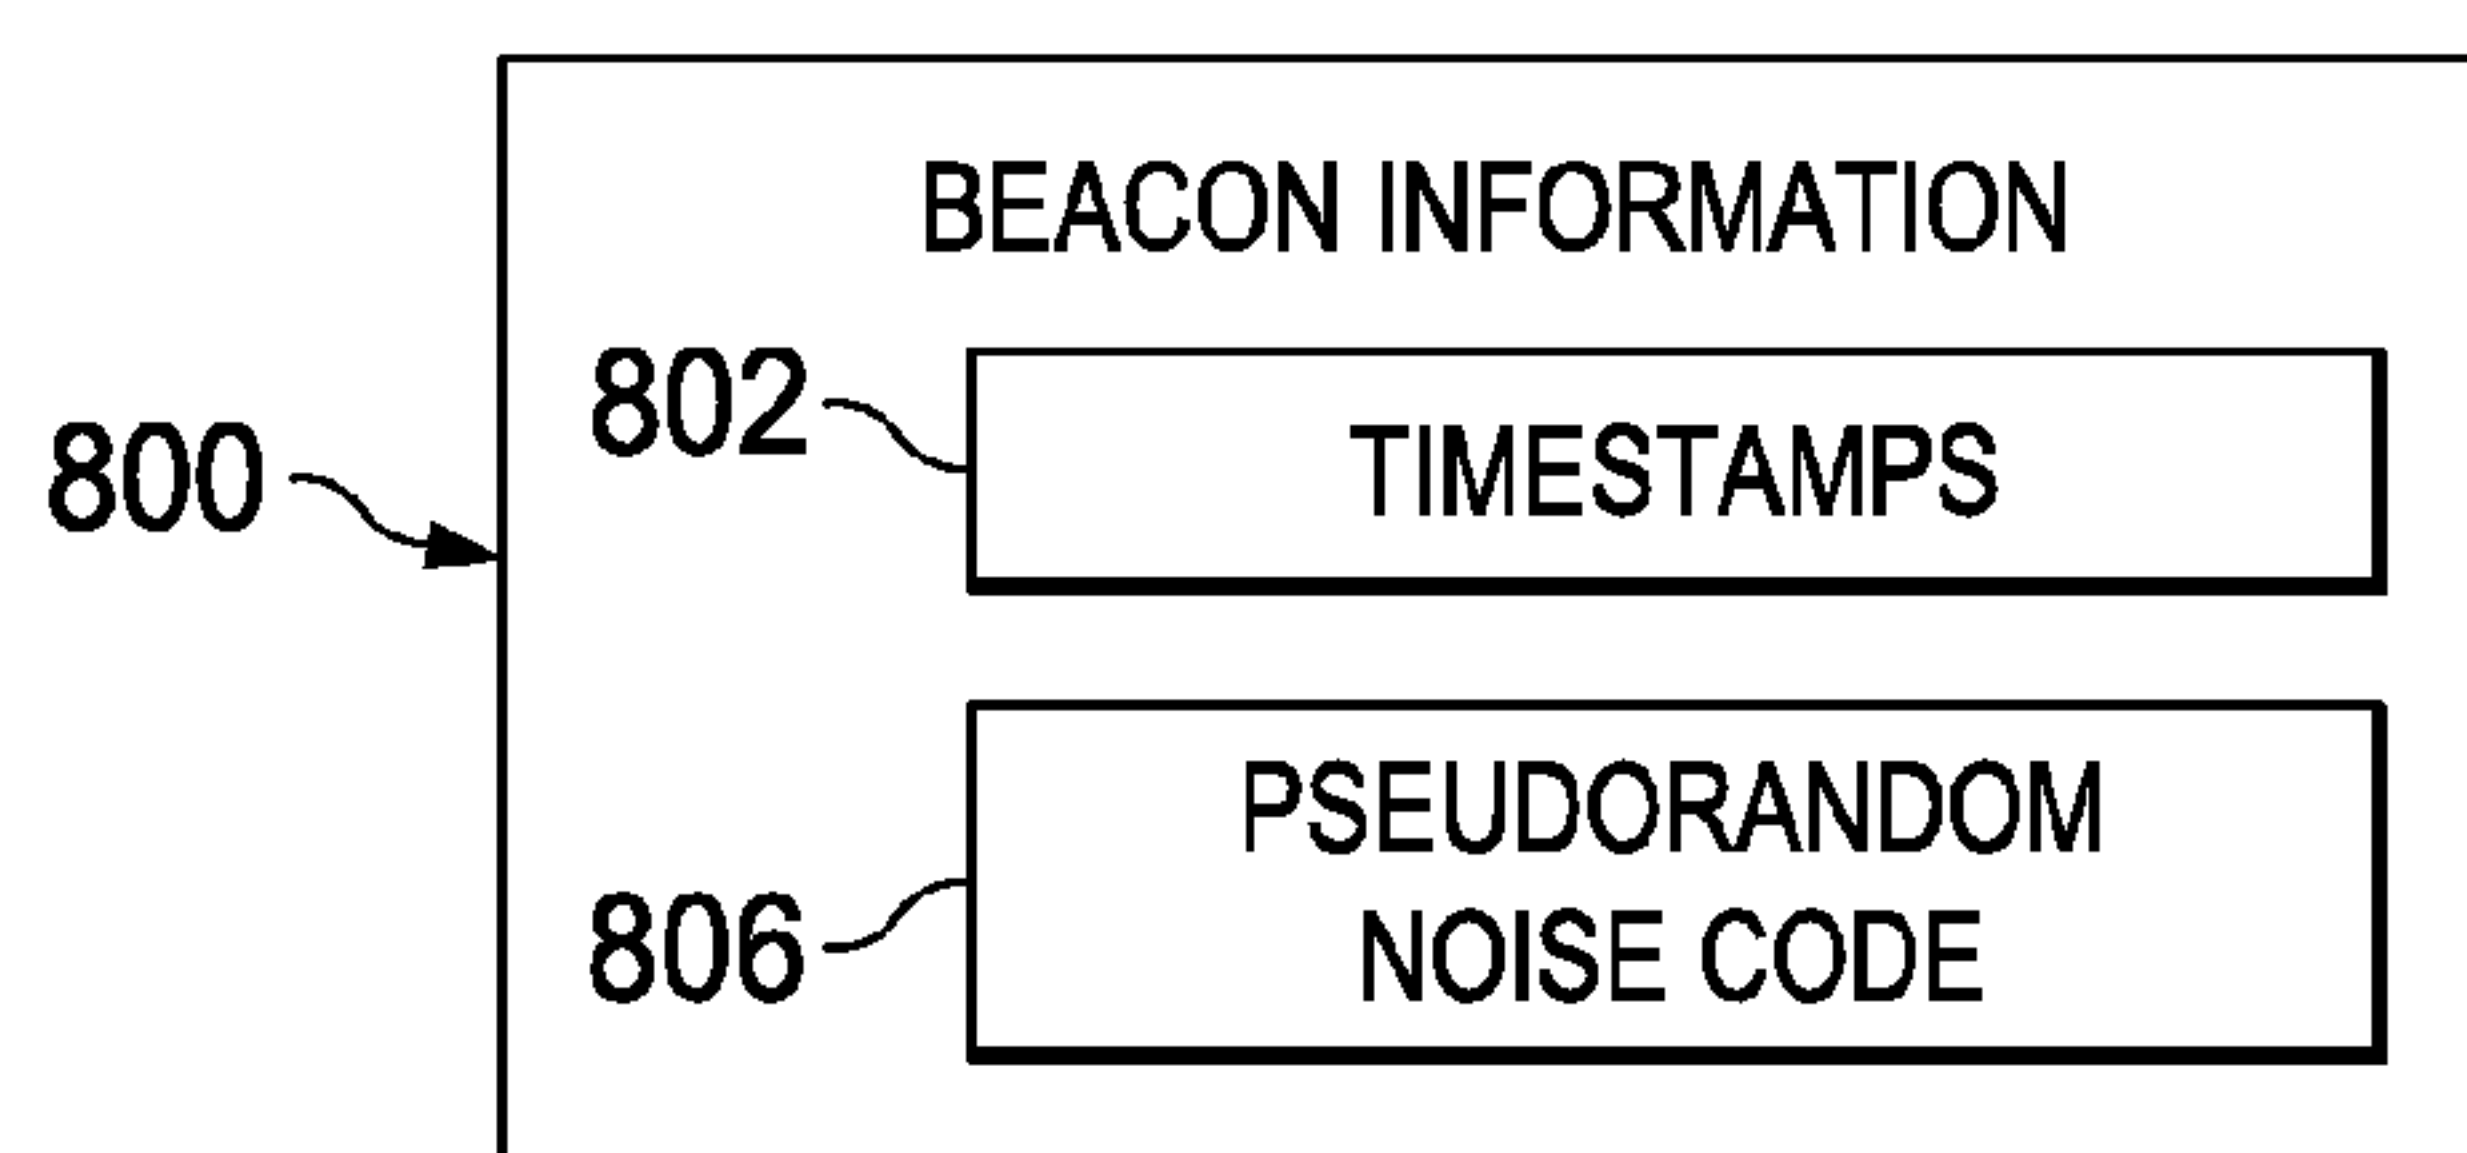 BEACON INFORMATION
802
TIMESTAMPS
800
PSEUDORANDOM
NOISE CODE
806